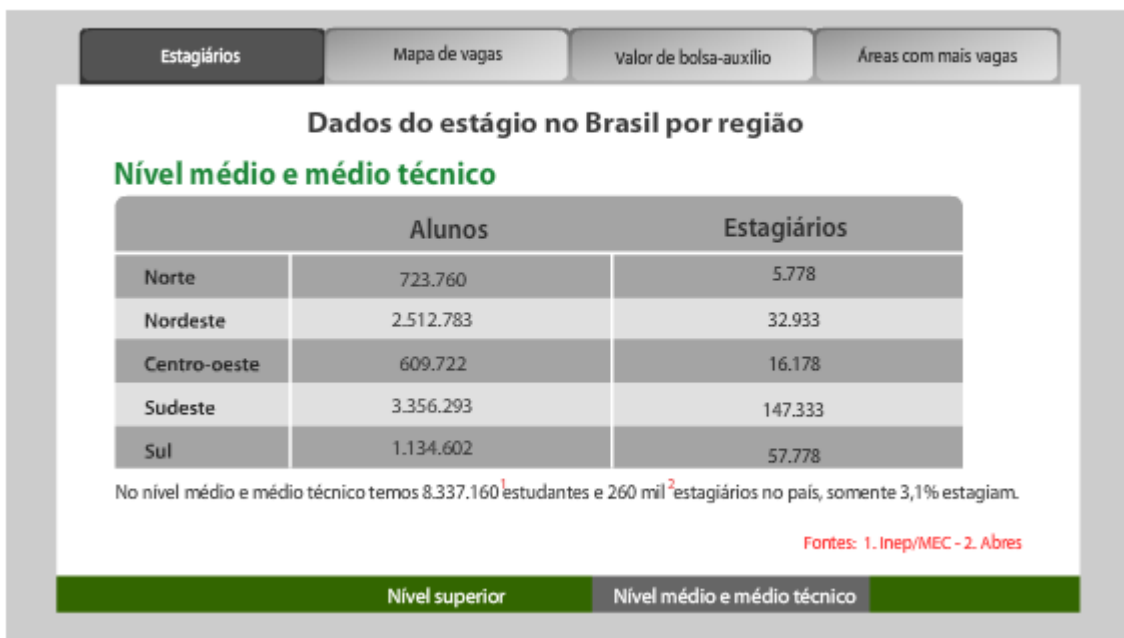 Estagiários Mapa de vagas Valor de bolsa-auxílio Áreas com mais vagas
Dados do estágio no Brasil por região
Nível médio e médio técnico
Alunos Estagiários
Norte 723.760 5.778
Nordeste 2.512.783 32.933
Centro-oeste 609.722 16.178
Sudeste 3.356.293 147.333
Sul 1.134.602 57.778
No nível médio e médio técnico temos 8.337.160 1 estudantes e 260 mil 2 estagiários no país, somente 3,1% estagiam.
Fontes: 1. Inep/MEC - 2. Abres
Nível superior Nível médio e médio técnico